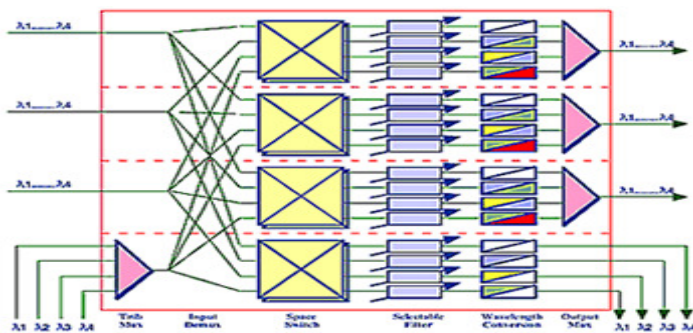 λ1........λ4 λ1........λ4
λ1........λ4 λ1........λ4
λ1........λ4 λ1........λ4
λ1 λ2 λ3 λ4 Trib Input Space Selectable Wavelength Output λ1 λ2 λ3 λ4
Mux Demux Switch Filter Conversion Mux